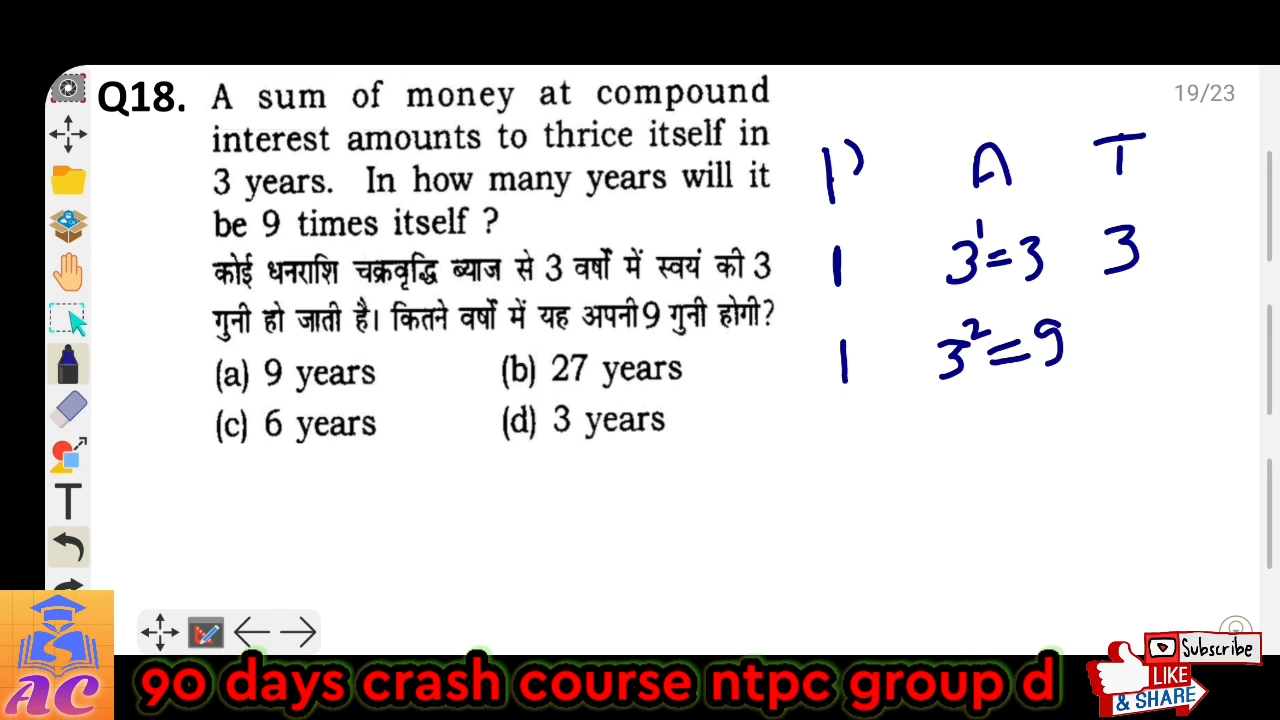 19/23
Q18. A sum of money at compound
interest amounts to thrice itself in
3 years. In how many years will it
be 9 times itself ?
कोई धनराशि चक्रवृद्धि ब्याज से 3 वर्षों में स्वयं की 3
गुनी हो जाती है। कितने वर्षों में यह अपनी 9 गुनी होगी?
(a) 9 years (b) 27 years
(c) 6 years (d) 3 years
P A T
1 3¹=3 3
1 3²=9
T
AC
90 days crash course ntpc group d
Subscribe
LIKE
& SHARE